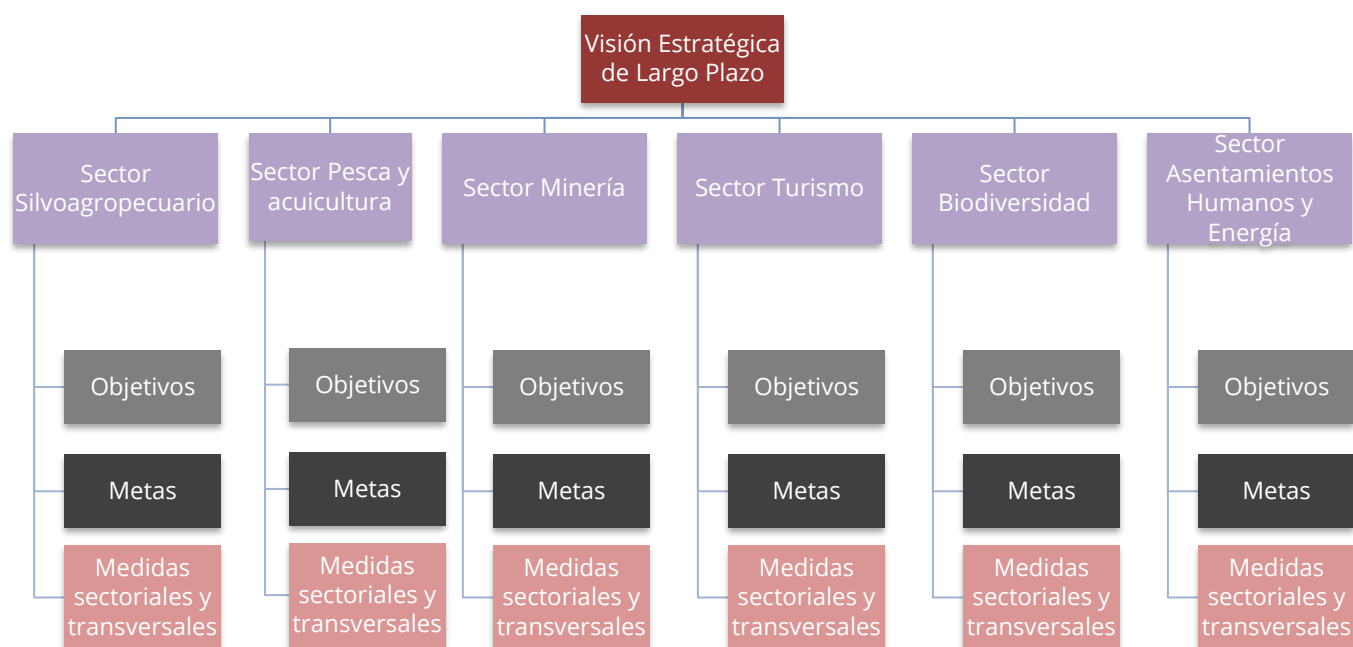 Visión Estratégica
de Largo Plazo
Sector
Silvoagropecuario
Sector Pesca y
acuicultura
Sector Minería
Sector Turismo
Sector
Biodiversidad
Sector
Asentamientos
Humanos y
Energía
Objetivos
Objetivos
Objetivos
Objetivos
Objetivos
Objetivos
Metas
Metas
Metas
Metas
Metas
Metas
Medidas
sectoriales y
transversales
Medidas
sectoriales y
transversales
Medidas
sectoriales y
transversales
Medidas
sectoriales y
transversales
Medidas
sectoriales y
transversales
Medidas
sectoriales y
transversales